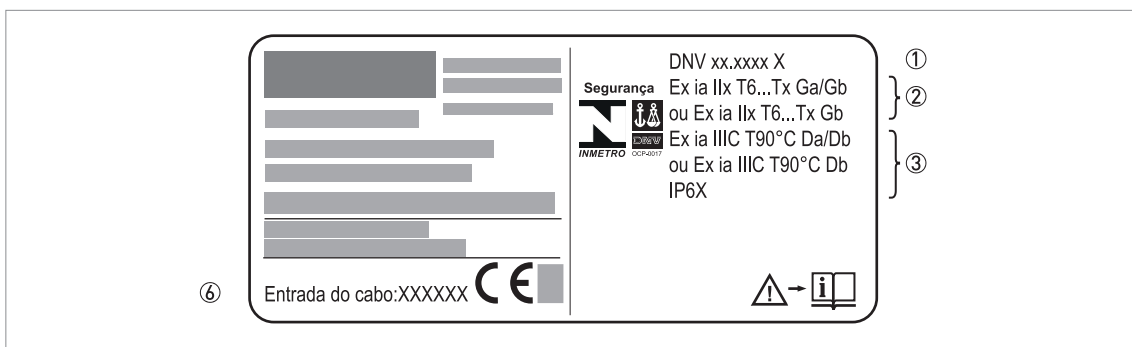 DNV xx.xxxx X
①
Segurança
Ex ia IIx T6...Tx Ga/Gb
ou Ex ia IIx T6...Tx Gb
②
Ex ia IIIC T90°C Da/Db
ou Ex ia IIIC T90°C Db
IP6X
③
INMETRO
DNV
OCP-0017
⑥
Entrada do cabo:XXXXXX
CE
i